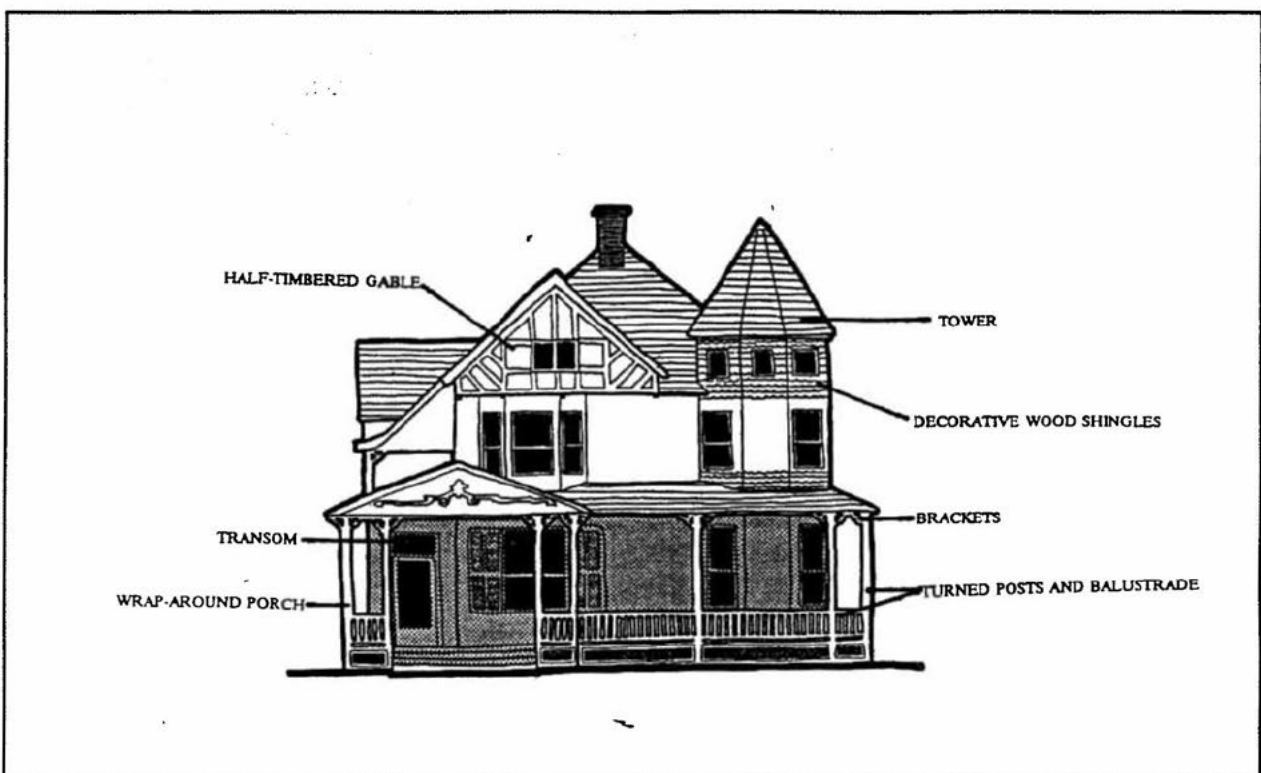 HALF-TIMBERED GABLE
TOWER
DECORATIVE WOOD SHINGLES
BRACKETS
TRANSOM
TURNED POSTS AND BALUSTRADE
WRAP-AROUND PORCH